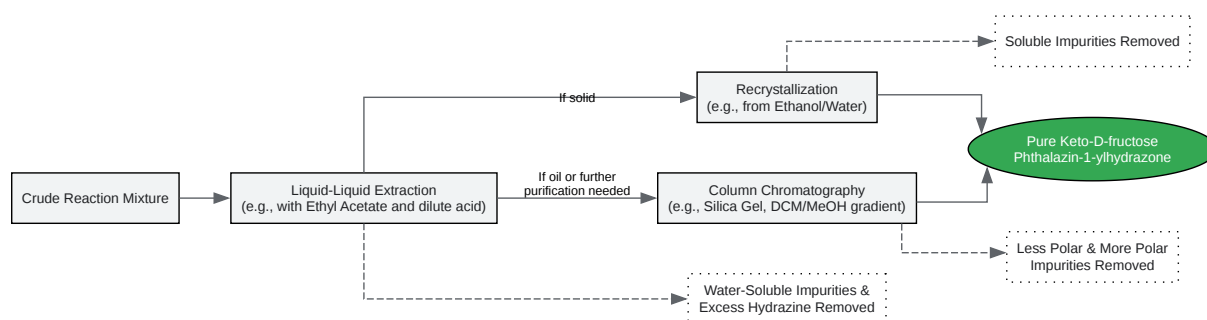 Soluble Impurities Removed
If solid
Recrystallization
(e.g., from Ethanol/Water)
Pure Keto-D-fructose
Phthalazin-1-ylhydrazone
Crude Reaction Mixture
Liquid-Liquid Extraction
(e.g., with Ethyl Acetate and dilute acid)
If oil or further
purification needed
Column Chromatography
(e.g., Silica Gel, DCM/MeOH gradient)
Less Polar & More Polar
Impurities Removed
Water-Soluble Impurities &
Excess Hydrazine Removed